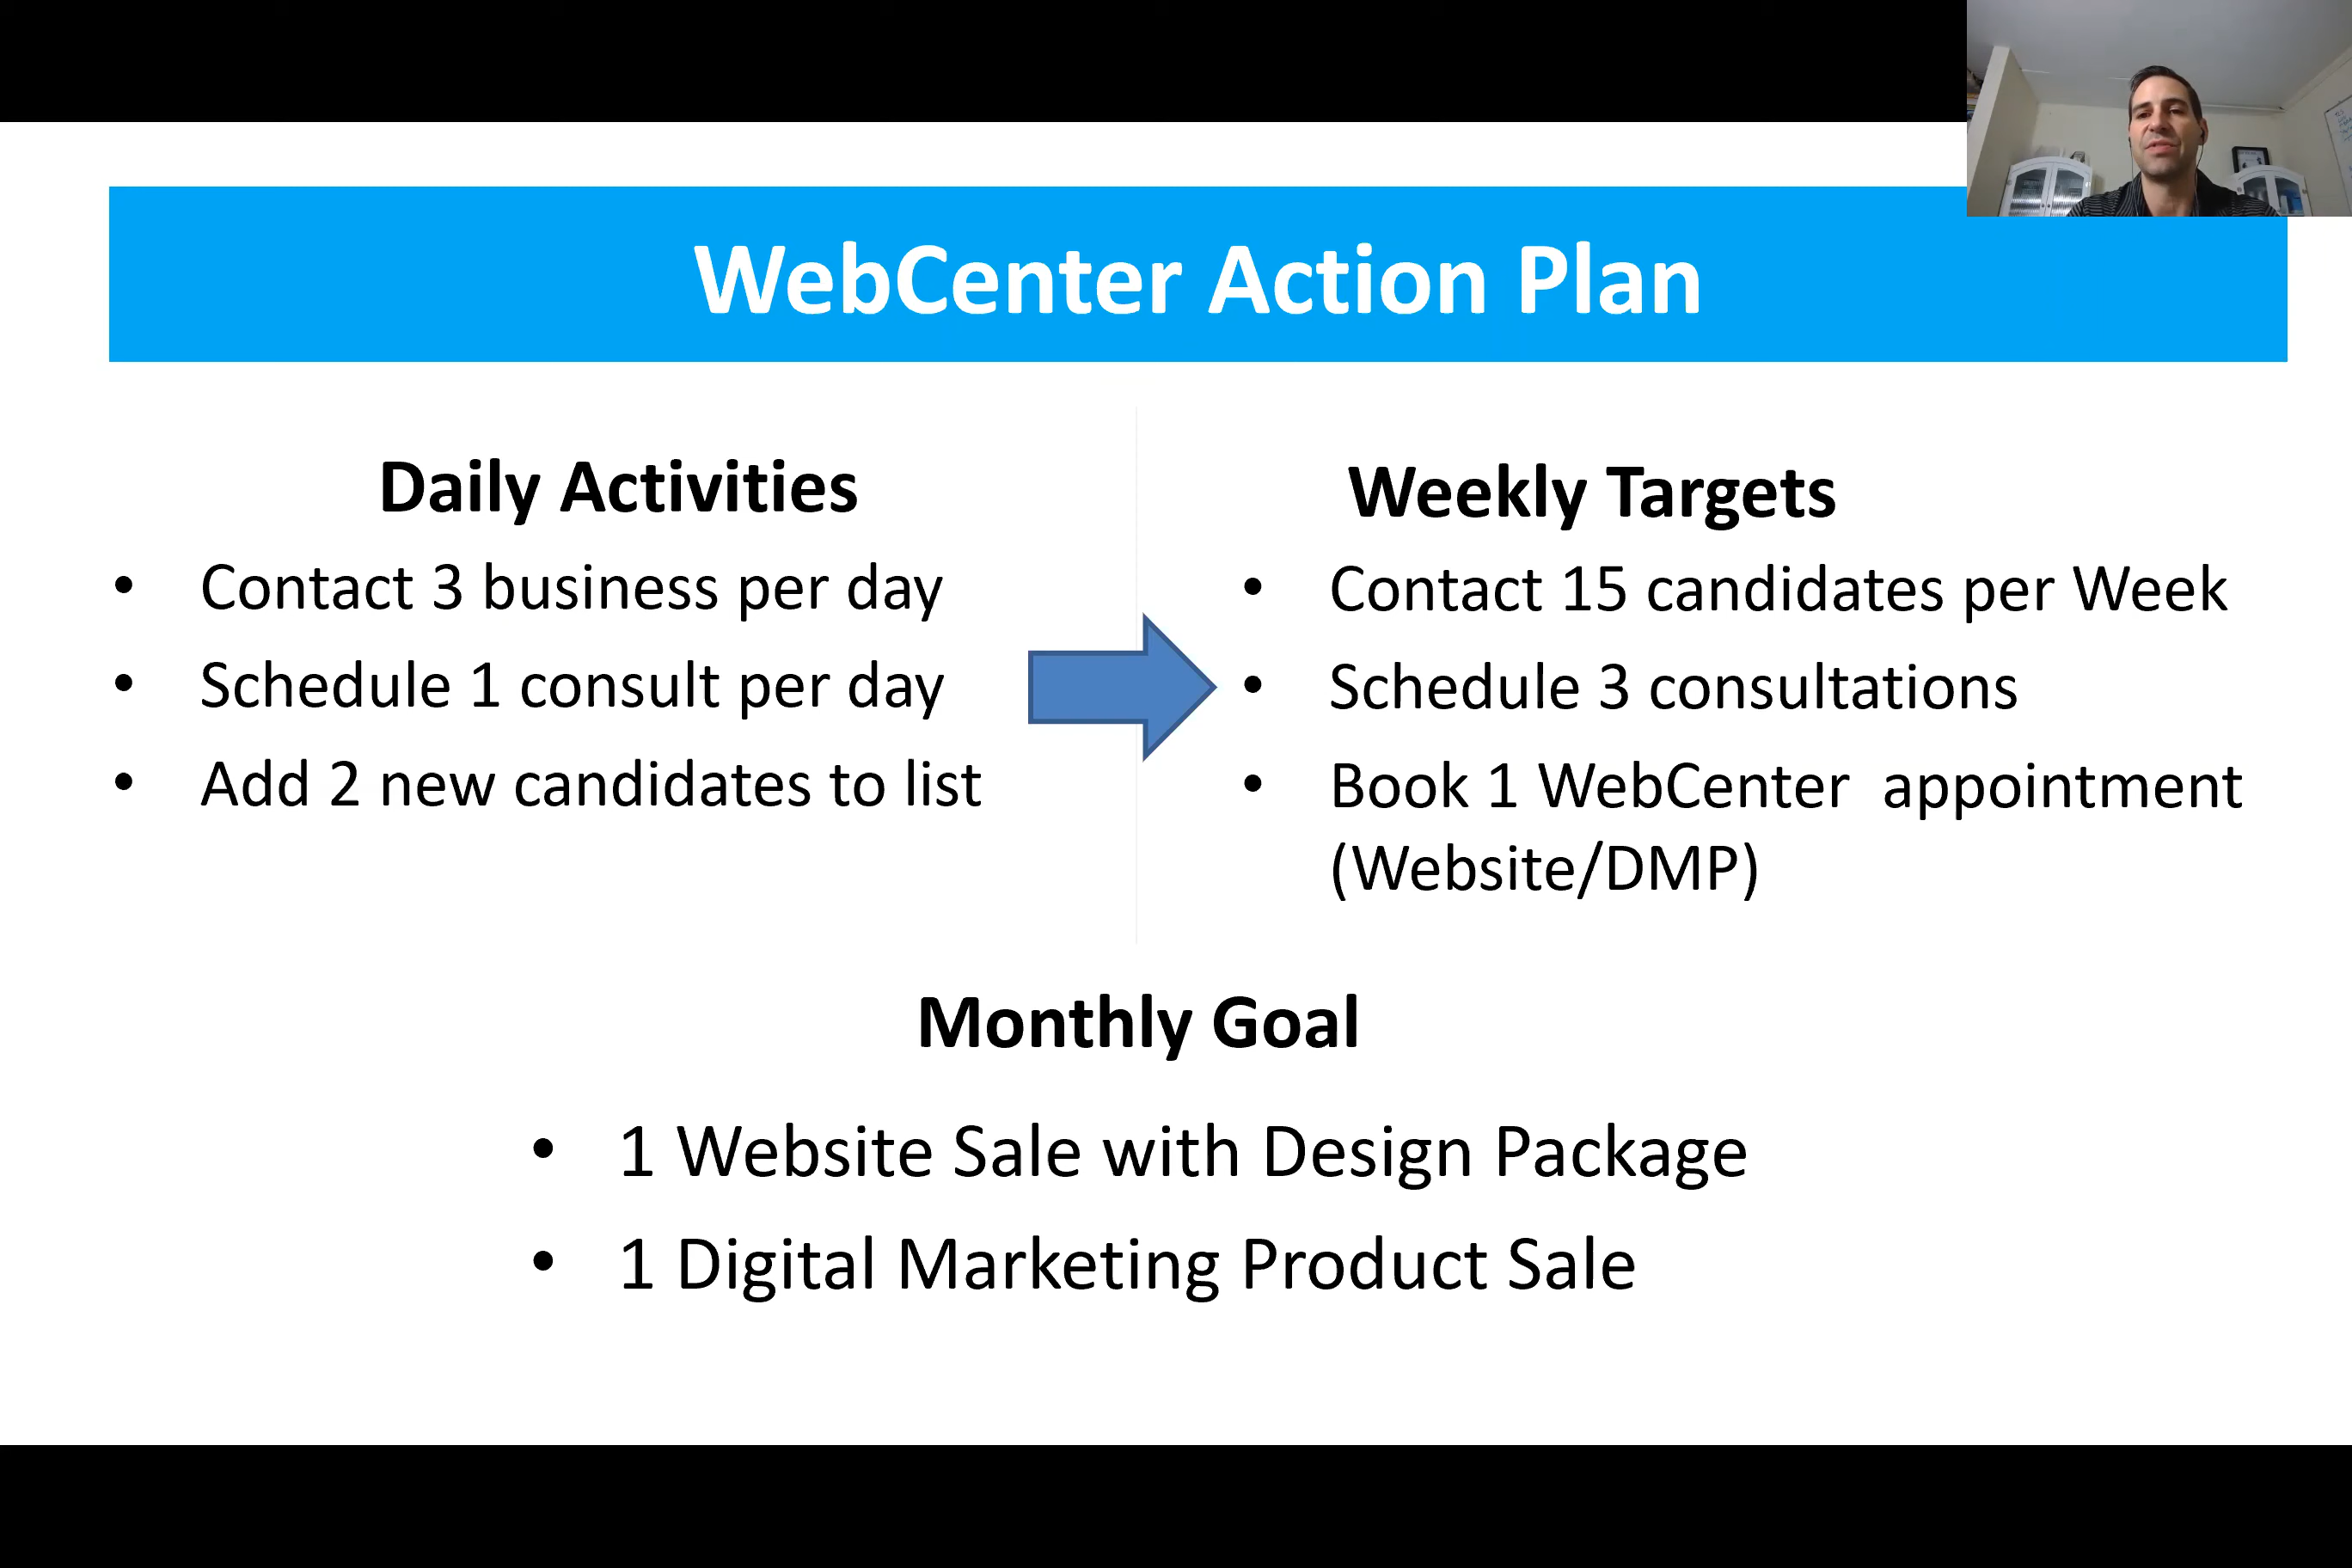 WebCenter Action Plan
Daily Activities
• Contact 3 business per day
• Schedule 1 consult per day
• Add 2 new candidates to list
Weekly Targets
• Contact 15 candidates per Week
• Schedule 3 consultations
• Book 1 WebCenter appointment
(Website/DMP)
Monthly Goal
• 1 Website Sale with Design Package
• 1 Digital Marketing Product Sale